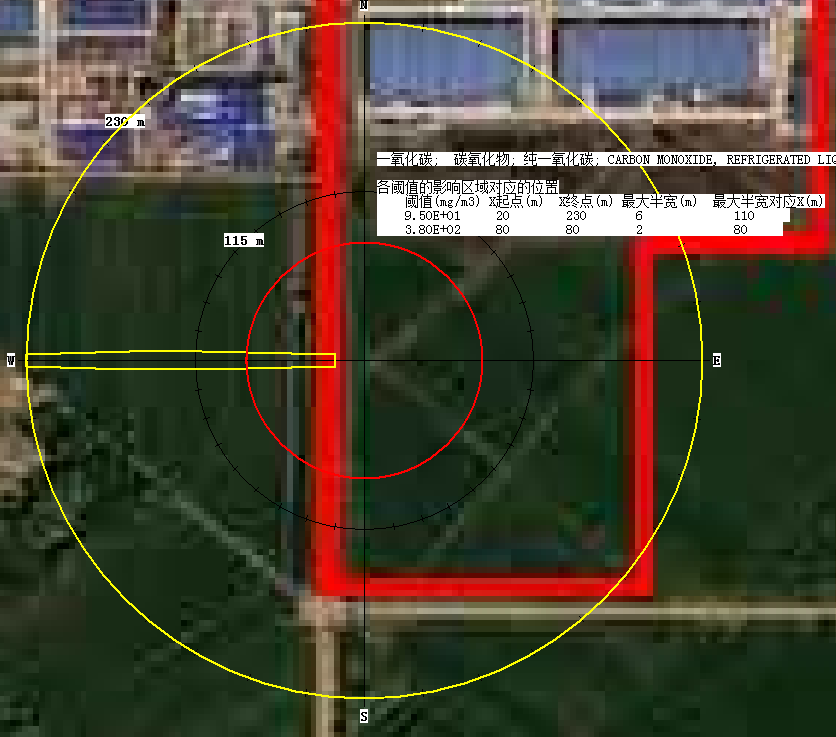 N
230 m
一氧化碳; 碳氧化物; 纯一氧化碳; CARBON MONOXIDE, REFRIGERATED LIQ
各阈值的影响区域对应的位置
阈值(mg/m3) X起点(m) X终点(m) 最大半宽(m) 最大半宽对应X(m)
9.50E+01 20 230 6 110
3.80E+02 80 80 2 80
115 m
W
E
S